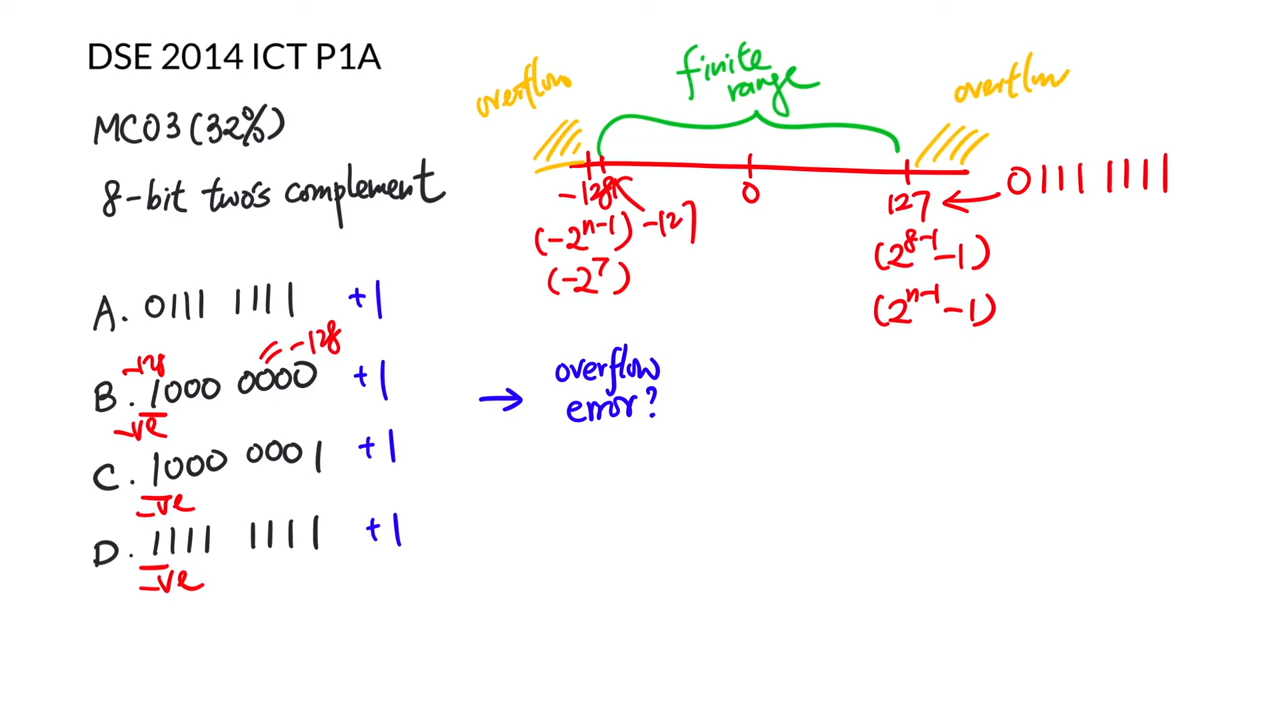 DSE 2014 ICT P1A
MC03 (32%)
8-bit two's complement
overflow
finite
range
overflow
-128
0
127
0111 1111
(-2^{n-1})
-127
(2^{8-1}-1)
(-2^7)
(2^{n-1}-1)
A. 0111 1111 +1
-128
-128
B. 1000 0000 +1
-ve
C. 1000 0001 +1
-ve
D. 1111 1111 +1
-ve
overflow
error?